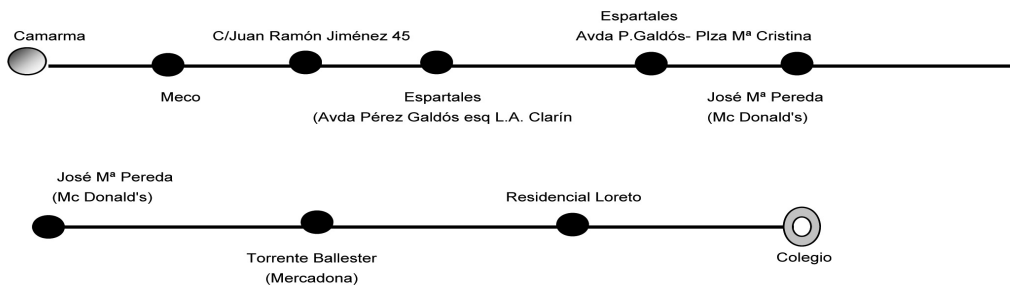 Camarma
C/Juan Ramón Jiménez 45
Espartales
Avda P.Galdós- Plza Mª Cristina
Meco
Espartales
(Avda Pérez Galdós esq L.A. Clarín
José Mª Pereda
(Mc Donald's)
José Mª Pereda
(Mc Donald's)
Residencial Loreto
Torrente Ballester
(Mercadona)
Colegio